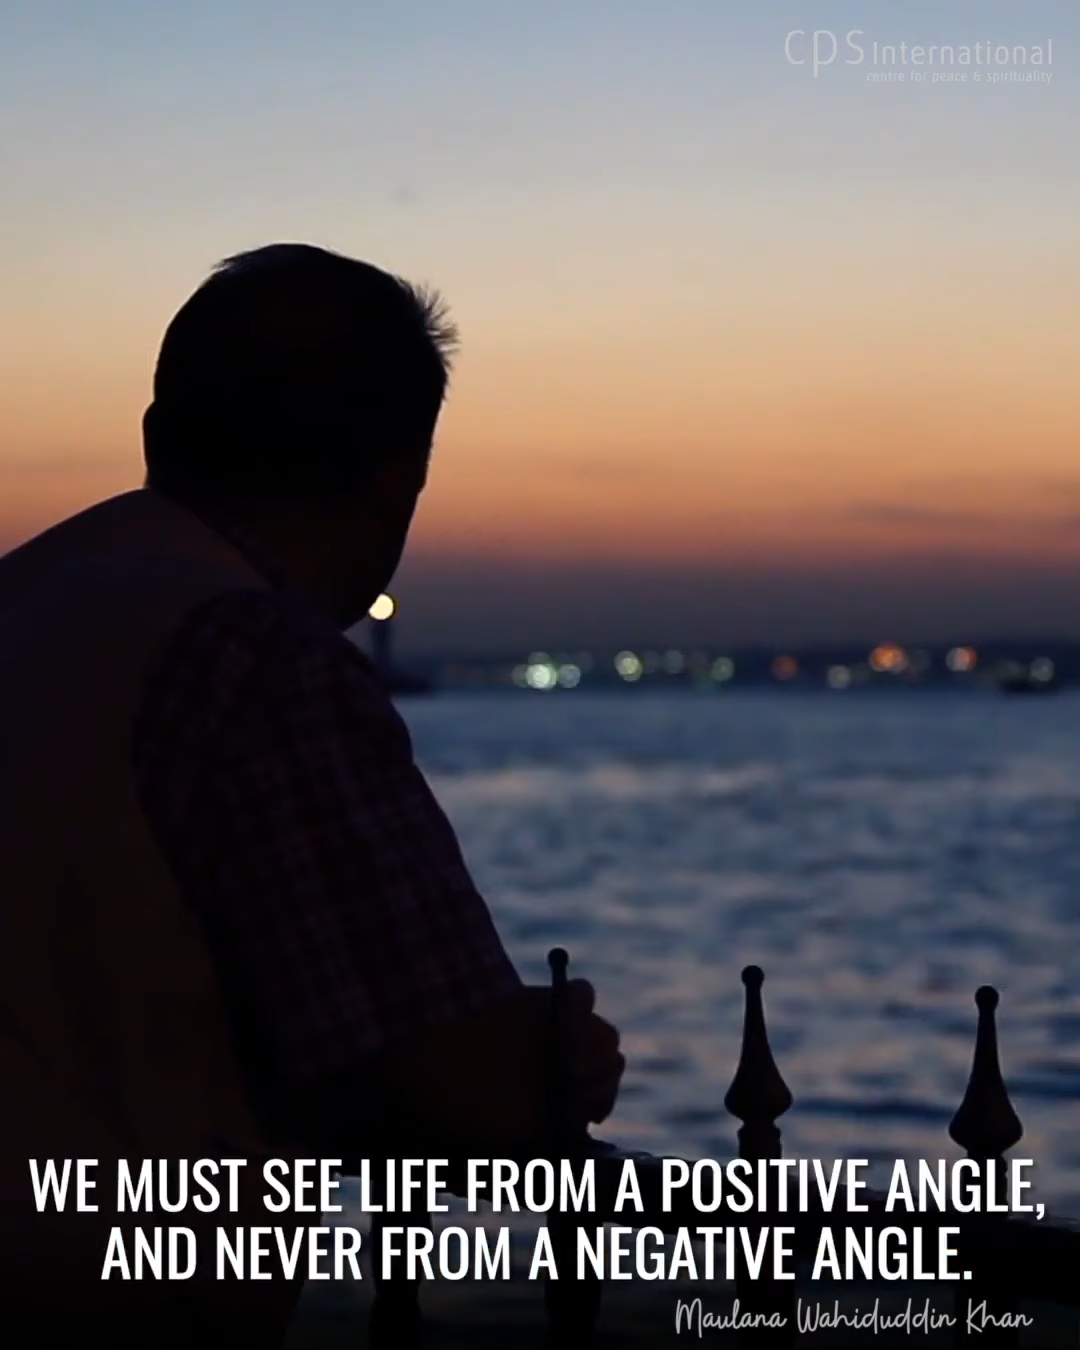 cps International
centre for peace & spirituality
WE MUST SEE LIFE FROM A POSITIVE ANGLE,
AND NEVER FROM A NEGATIVE ANGLE.
Maulana Wahiduddin Khan